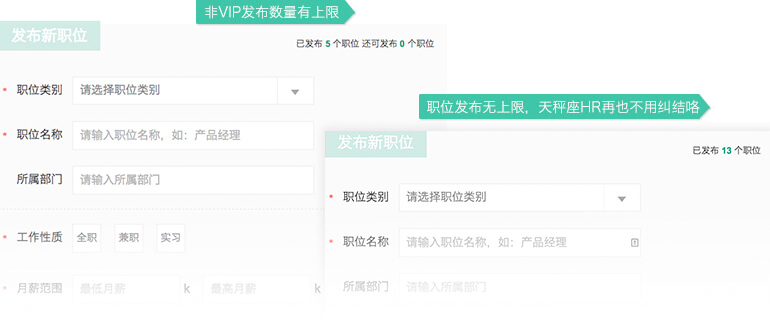 非VIP发布数量有上限
发布新职位
已发布 5 个职位 还可发布 0 个职位
* 职位类别 请选择职位类别
* 职位名称 请输入职位名称，如：产品经理
所属部门 请输入所属部门
* 工作性质 全职 兼职 实习
* 月薪范围 最低月薪 k 最高月薪 k
职位发布无上限，天秤座HR再也不用纠结咯
发布新职位
已发布 13 个职位
* 职位类别 请选择职位类别
* 职位名称 请输入职位名称，如：产品经理
所属部门 请输入所属部门